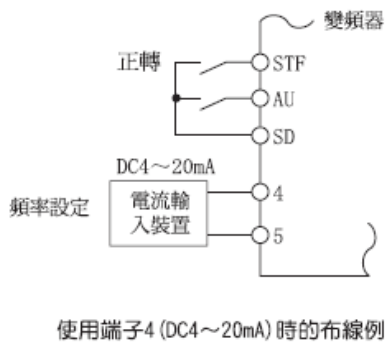 變頻器
正轉
STF
AU
SD
DC4～20mA
頻率設定
電流輸
入裝置
4
5
使用端子4(DC4～20mA)時的布線例